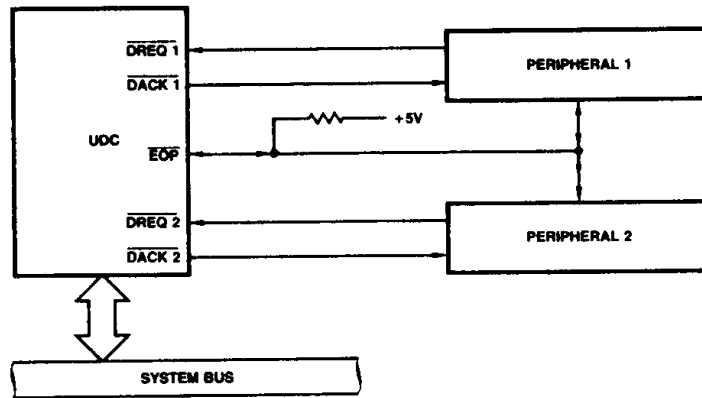 DREQ 1
DACK 1
UDC
EOP
DREQ 2
DACK 2
+5V
PERIPHERAL 1
PERIPHERAL 2
SYSTEM BUS